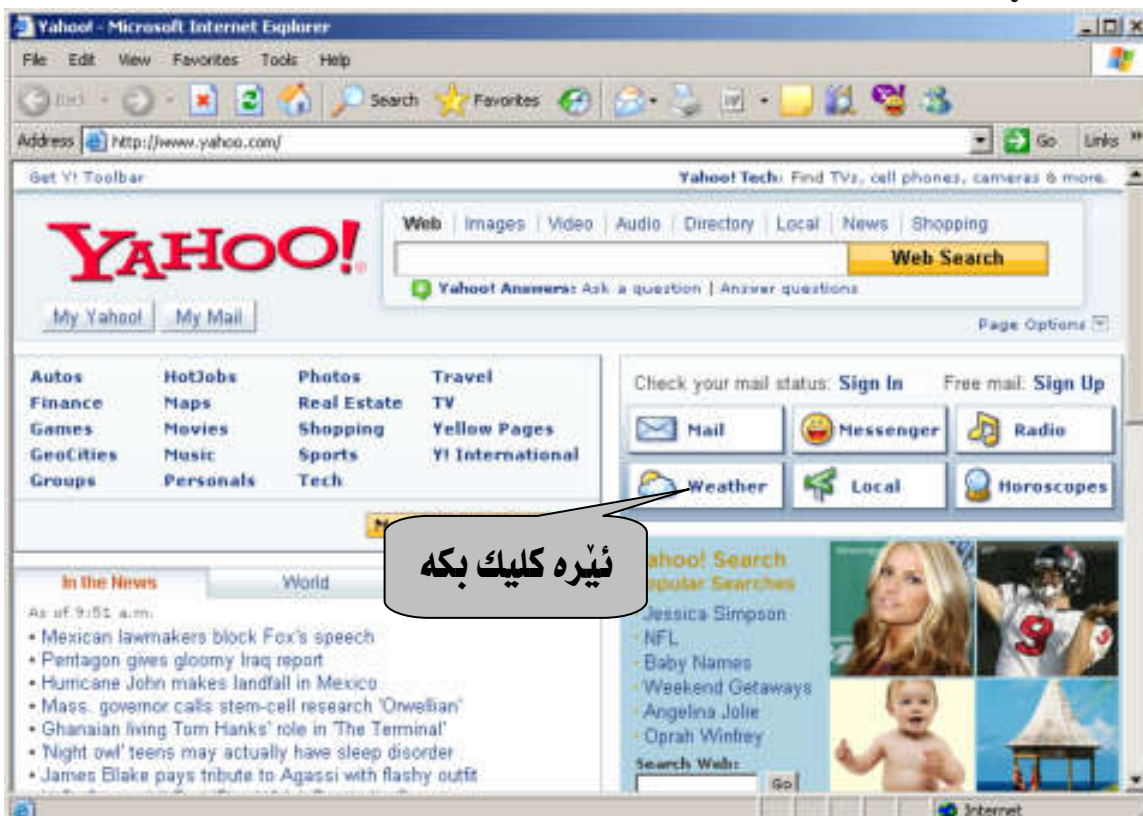 Yahoo! - Microsoft Internet Explorer
File Edit View Favorites Tools Help
Back Search Favorites
Address http://www.yahoo.com/ Go Links »
Get Y! Toolbar Yahoo! Tech: Find TVs, cell phones, cameras & more.
YAHOO!
Web | Images | Video | Audio | Directory | Local | News | Shopping
Web Search
Yahoo! Answers: Ask a question | Answer questions
My Yahoo! My Mail
Page Options
Autos HotJobs Photos Travel
Finance Maps Real Estate TV
Games Movies Shopping Yellow Pages
GeoCities Music Sports Y! International
Groups Personals Tech
Check your mail status: Sign In Free mail: Sign Up
Mail Messenger Radio
Weather Local Horoscopes
ئێره كليك بكه
In the News World
As of 9:51 a.m.
• Mexican lawmakers block Fox's speech
• Pentagon gives gloomy Iraq report
• Hurricane John makes landfall in Mexico
• Mass. governor calls stem-cell research 'Orwellian'
• Ghanaian living Tom Hanks' role in 'The Terminal'
• 'Night owl' teens may actually have sleep disorder
• James Blake pays tribute to Agassi with flashy outfit
Yahoo! Search
Popular Searches
Jessica Simpson
NFL
Baby Names
Weekend Getaways
Angelina Jolie
Oprah Winfrey
Search Web:
Go
Internet